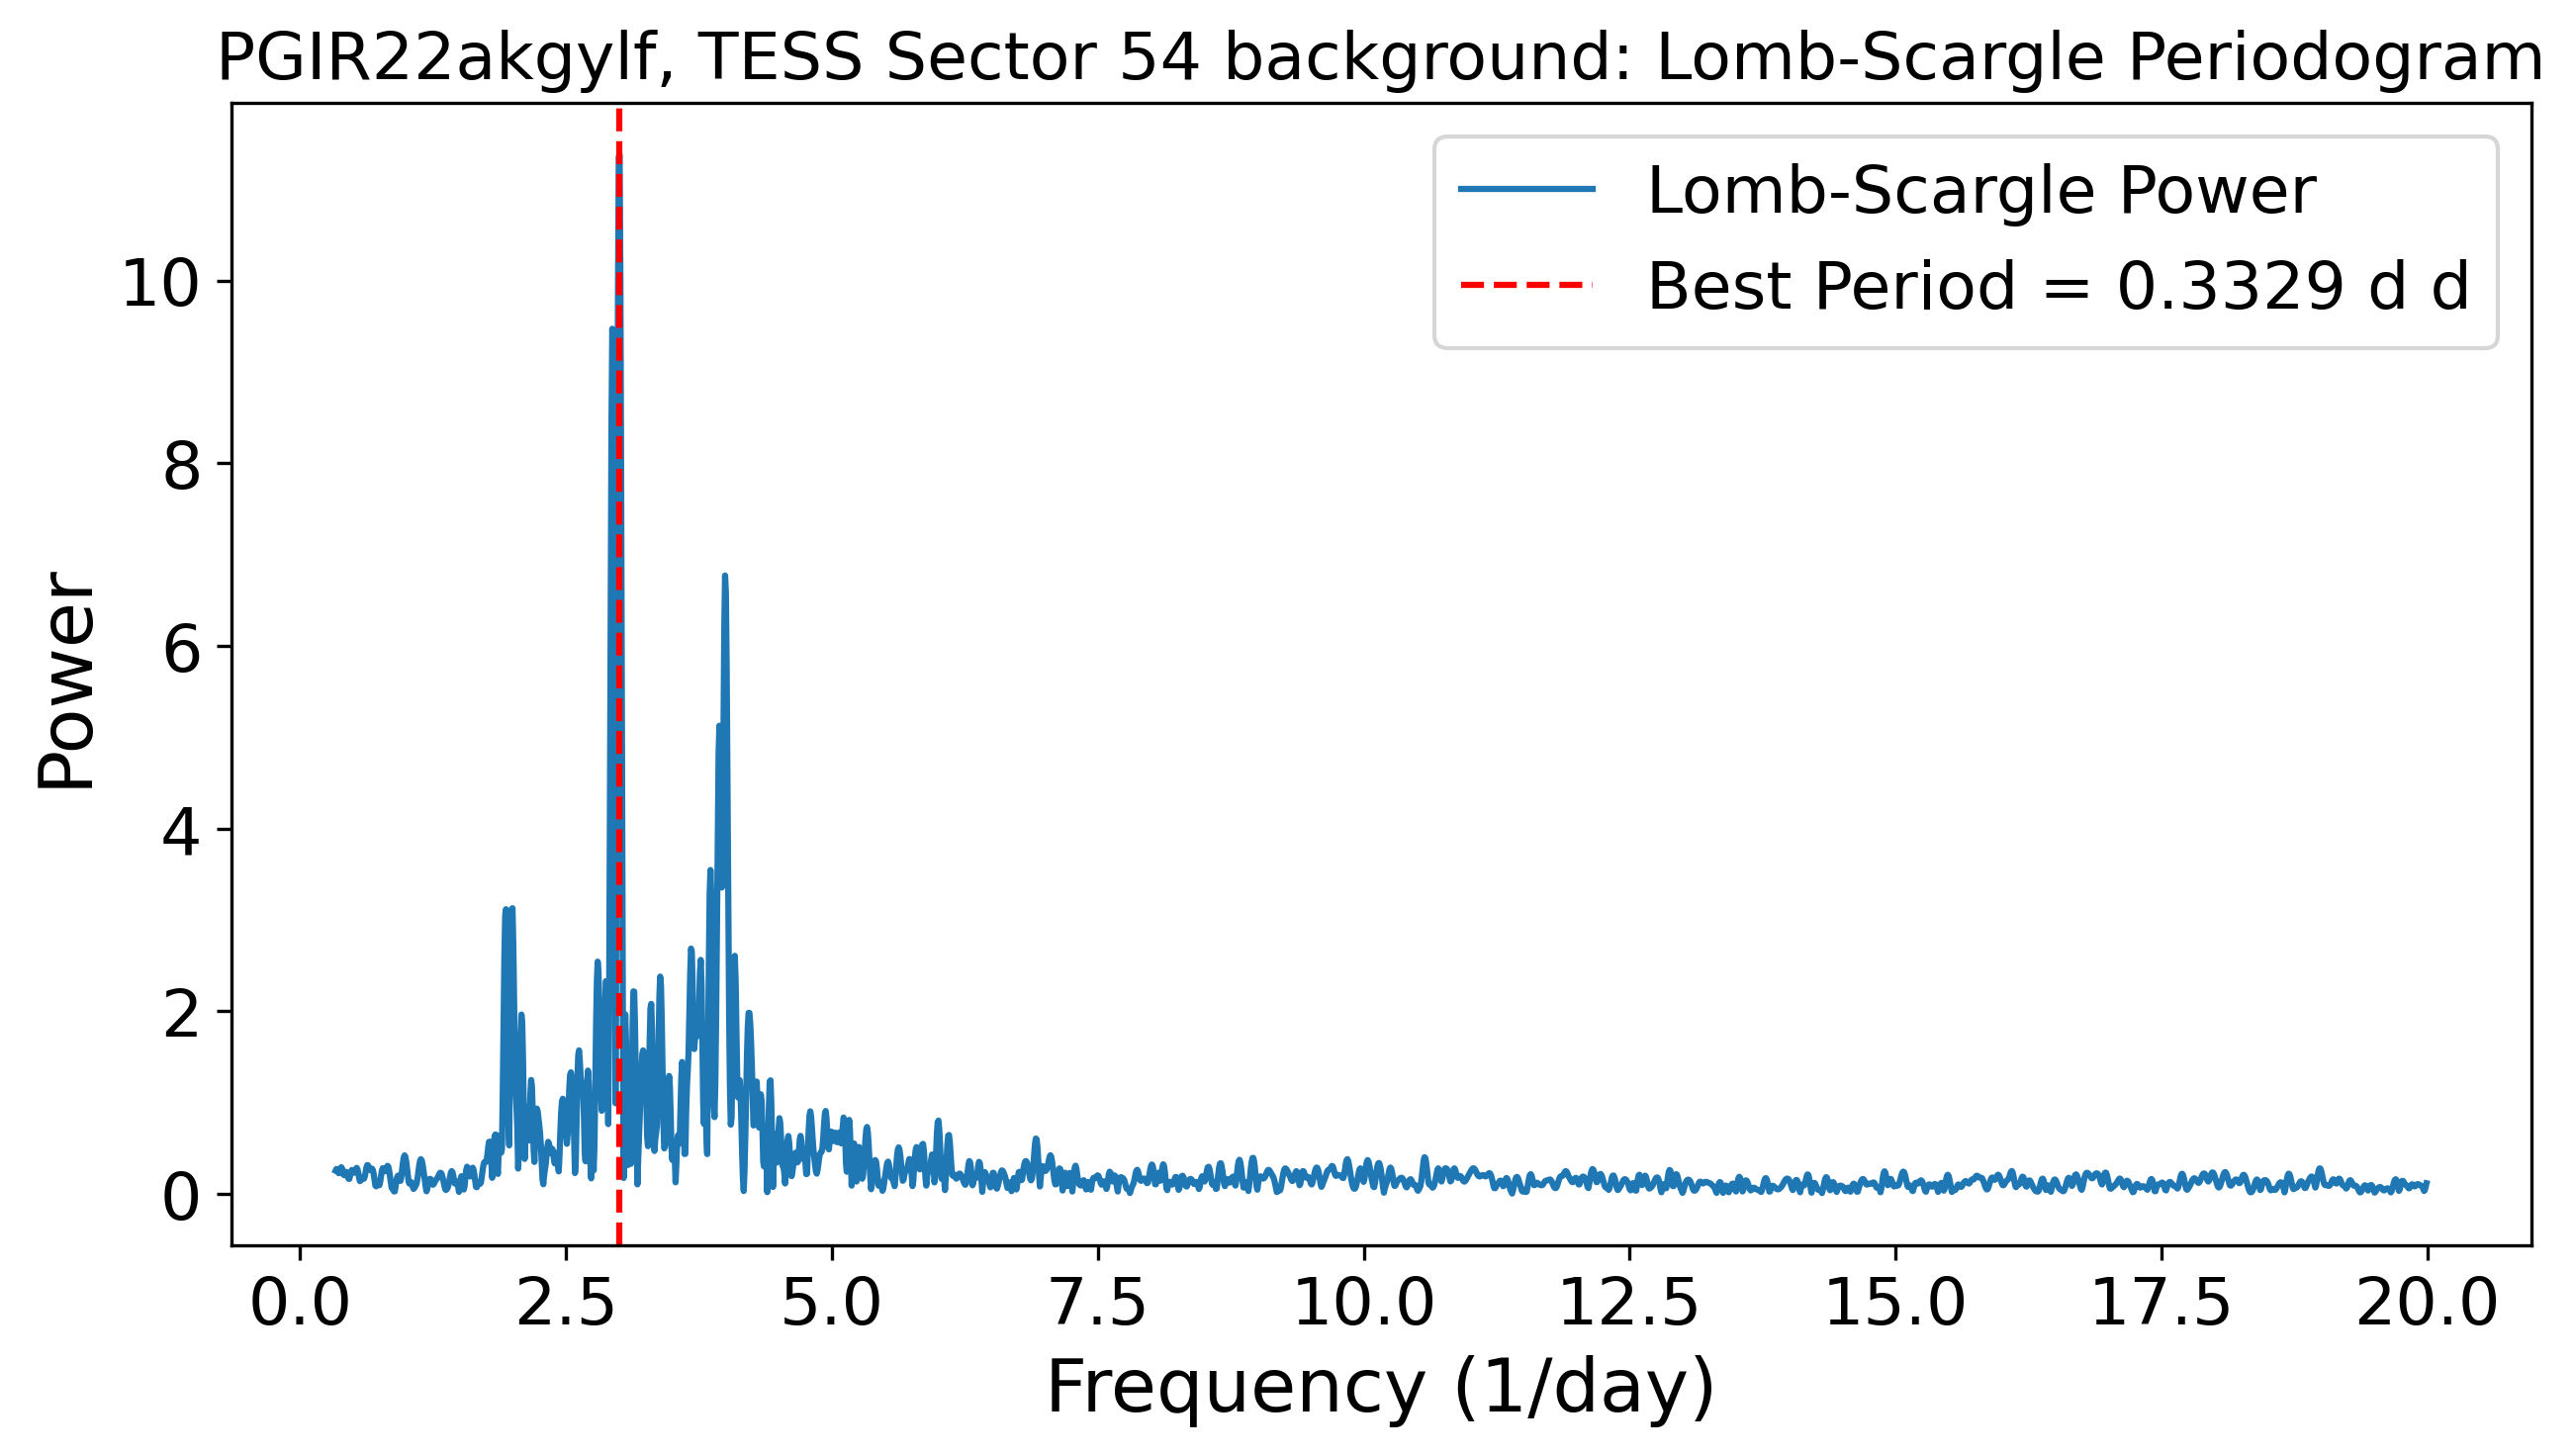 PGIR22akgylf, TESS Sector 54 background: Lomb-Scargle Periodogram
Lomb-Scargle Power
Best Period = 0.3329 d d
Power
10
8
6
4
2
0
0.0 2.5 5.0 7.5 10.0 12.5 15.0 17.5 20.0
Frequency (1/day)